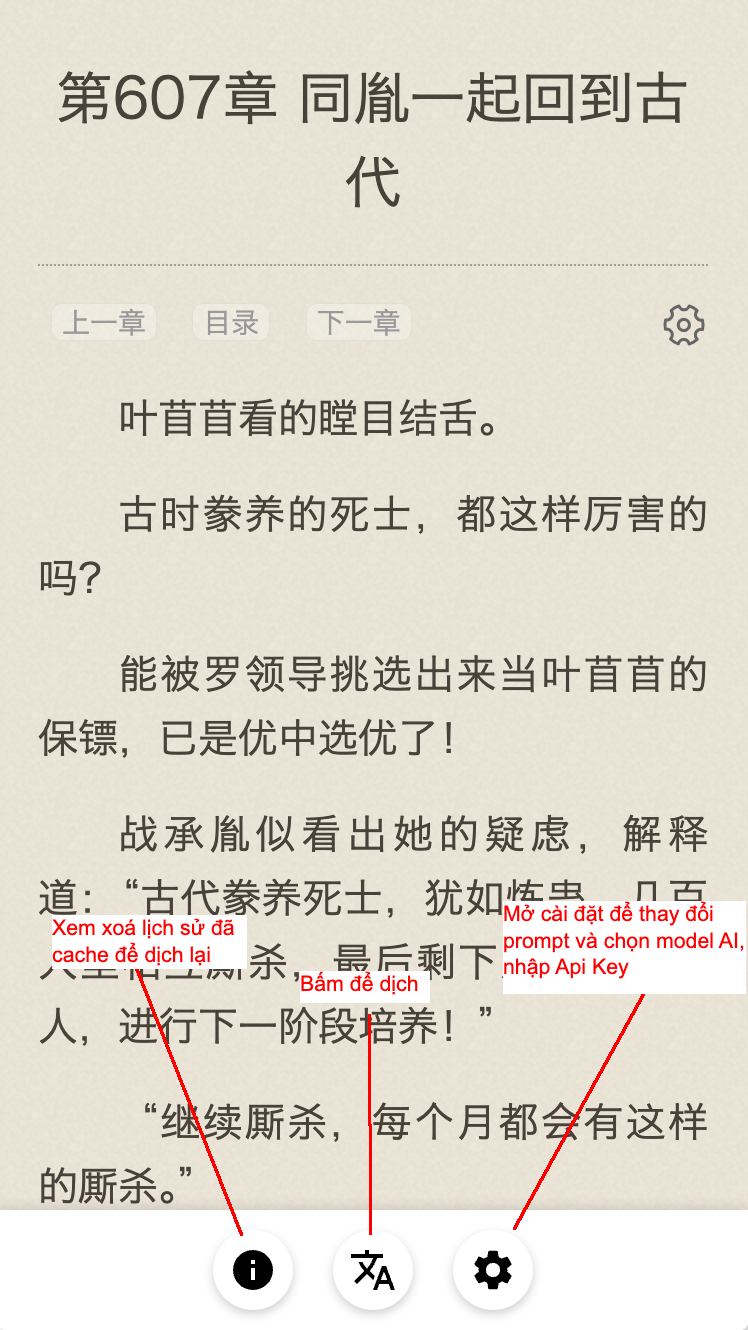 第607章 同胤一起回到古
代
上一章 目录 下一章
叶苜苜看的瞠目结舌。
古时豢养的死士，都这样厉害的
吗？
能被罗领导挑选出来当叶苜苜的
保镖，已是优中选优了！
战承胤似看出她的疑虑，解释
道：“古代豢养死士，犹如炼蛊，几百
杀，最后剩下
人，进行下一阶段培养！”
“继续厮杀，每个月都会有这样
的厮杀。”
Xem xoá lịch sử đã
cache để dịch lại
Bấm để dịch
Mở cài đặt để thay đổi
prompt và chọn model AI,
nhập Api Key